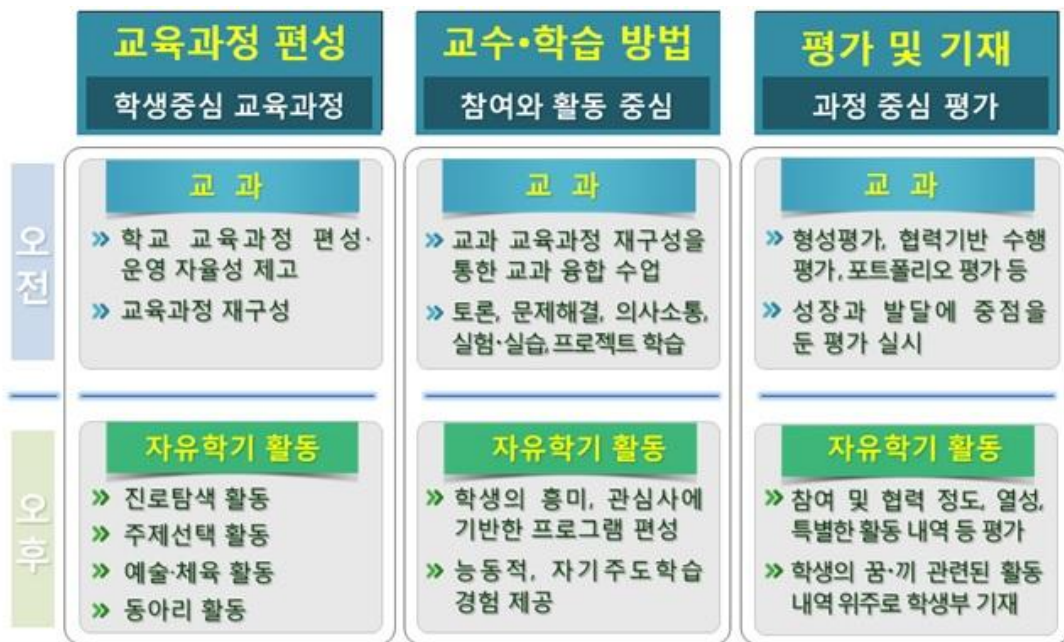 교육과정 편성
학생중심 교육과정
교수•학습 방법
참여와 활동 중심
평가 및 기재
과정 중심 평가
오전
교 과
» 학교 교육과정 편성·
운영 자율성 제고
» 교육과정 재구성
교 과
» 교과 교육과정 재구성을
통한 교과 융합 수업
» 토론, 문제해결, 의사소통,
실험·실습, 프로젝트 학습
교 과
» 형성평가, 협력기반 수행
평가, 포트폴리오 평가 등
» 성장과 발달에 중점을
둔 평가 실시
오후
자유학기 활동
» 진로탐색 활동
» 주제선택 활동
» 예술·체육 활동
» 동아리 활동
자유학기 활동
» 학생의 흥미, 관심사에
기반한 프로그램 편성
» 능동적, 자기주도학습
경험 제공
자유학기 활동
» 참여 및 협력 정도, 열성,
특별한 활동 내역 등 평가
» 학생의 꿈·끼 관련된 활동
내역 위주로 학생부 기재